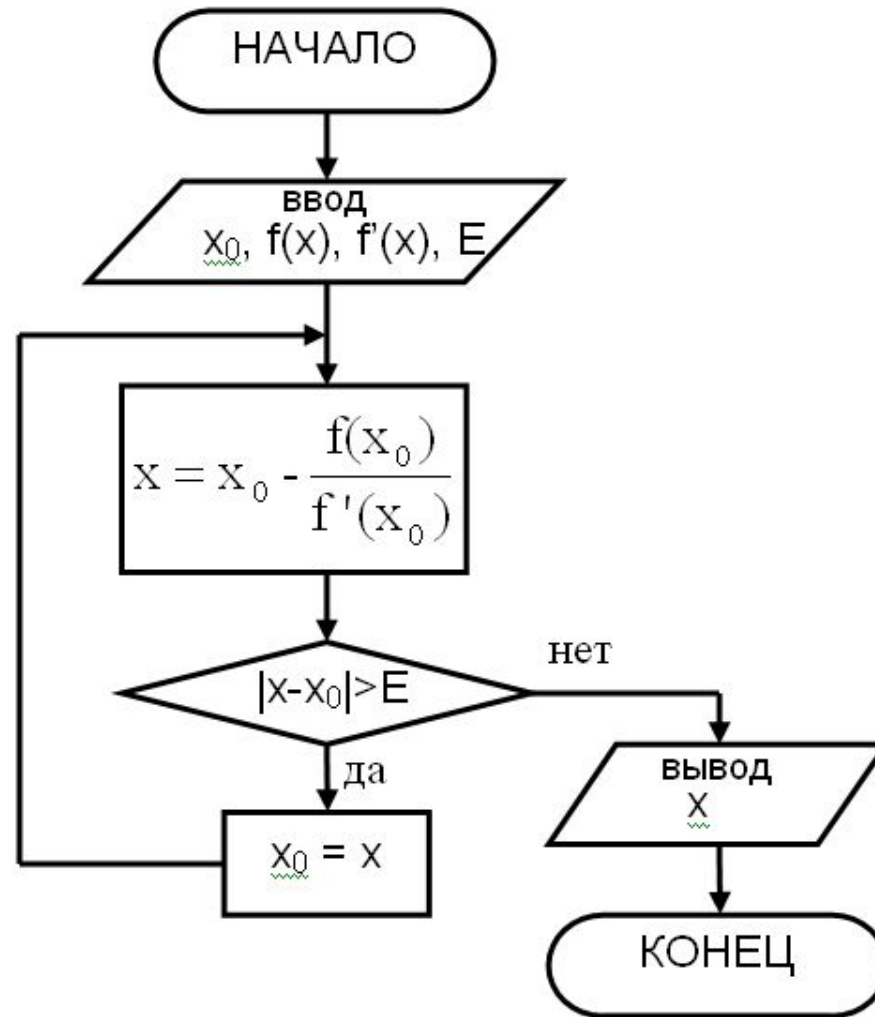 НАЧАЛО
ввод
x₀, f(x), f'(x), E
x = x₀ - f(x₀) / f'(x₀)
|x-x₀|>E
нет
да
x₀ = x
вывод
x
КОНЕЦ